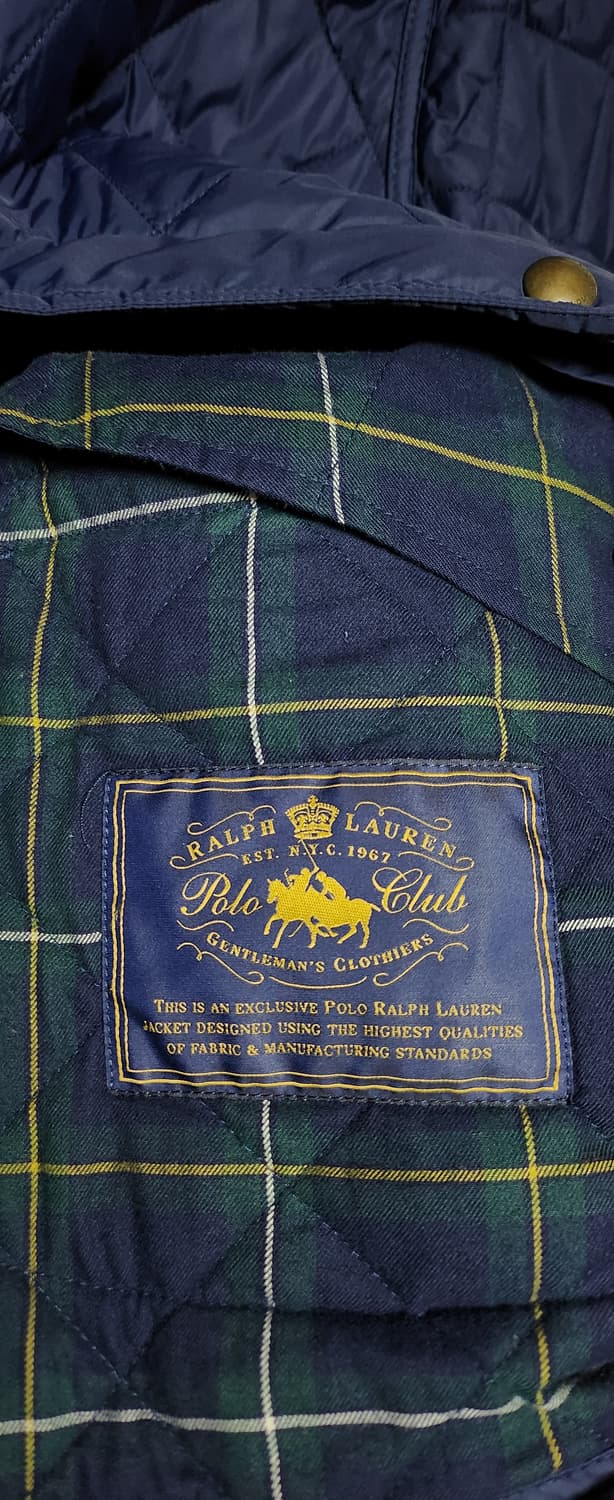 RALPH LAUREN
EST. N.Y.C. 1967
Polo Club
GENTLEMAN'S CLOTHIERS
THIS IS AN EXCLUSIVE POLO RALPH LAUREN
JACKET DESIGNED USING THE HIGHEST QUALITIES
OF FABRIC & MANUFACTURING STANDARDS